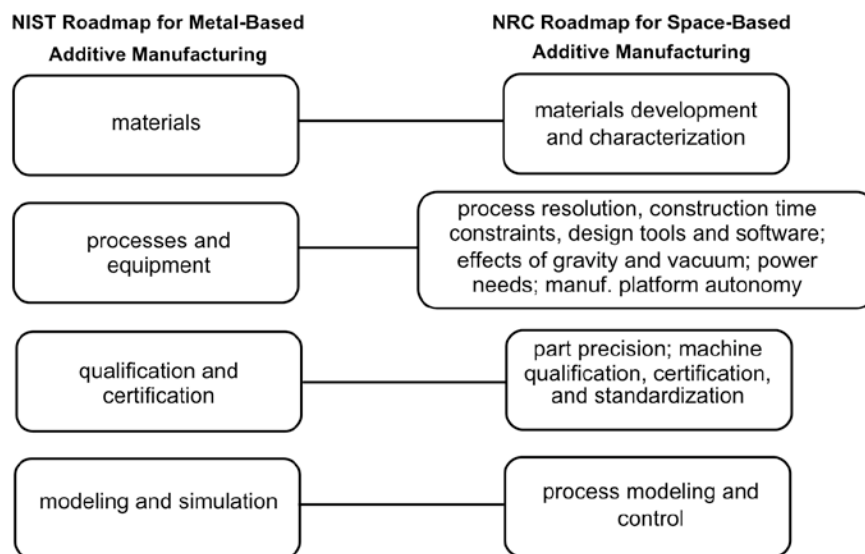 NIST Roadmap for Metal-Based
Additive Manufacturing
NRC Roadmap for Space-Based
Additive Manufacturing
materials
materials development
and characterization
processes and
equipment
process resolution, construction time
constraints, design tools and software;
effects of gravity and vacuum; power
needs; manuf. platform autonomy
qualification and
certification
part precision; machine
qualification, certification,
and standardization
modeling and simulation
process modeling and
control